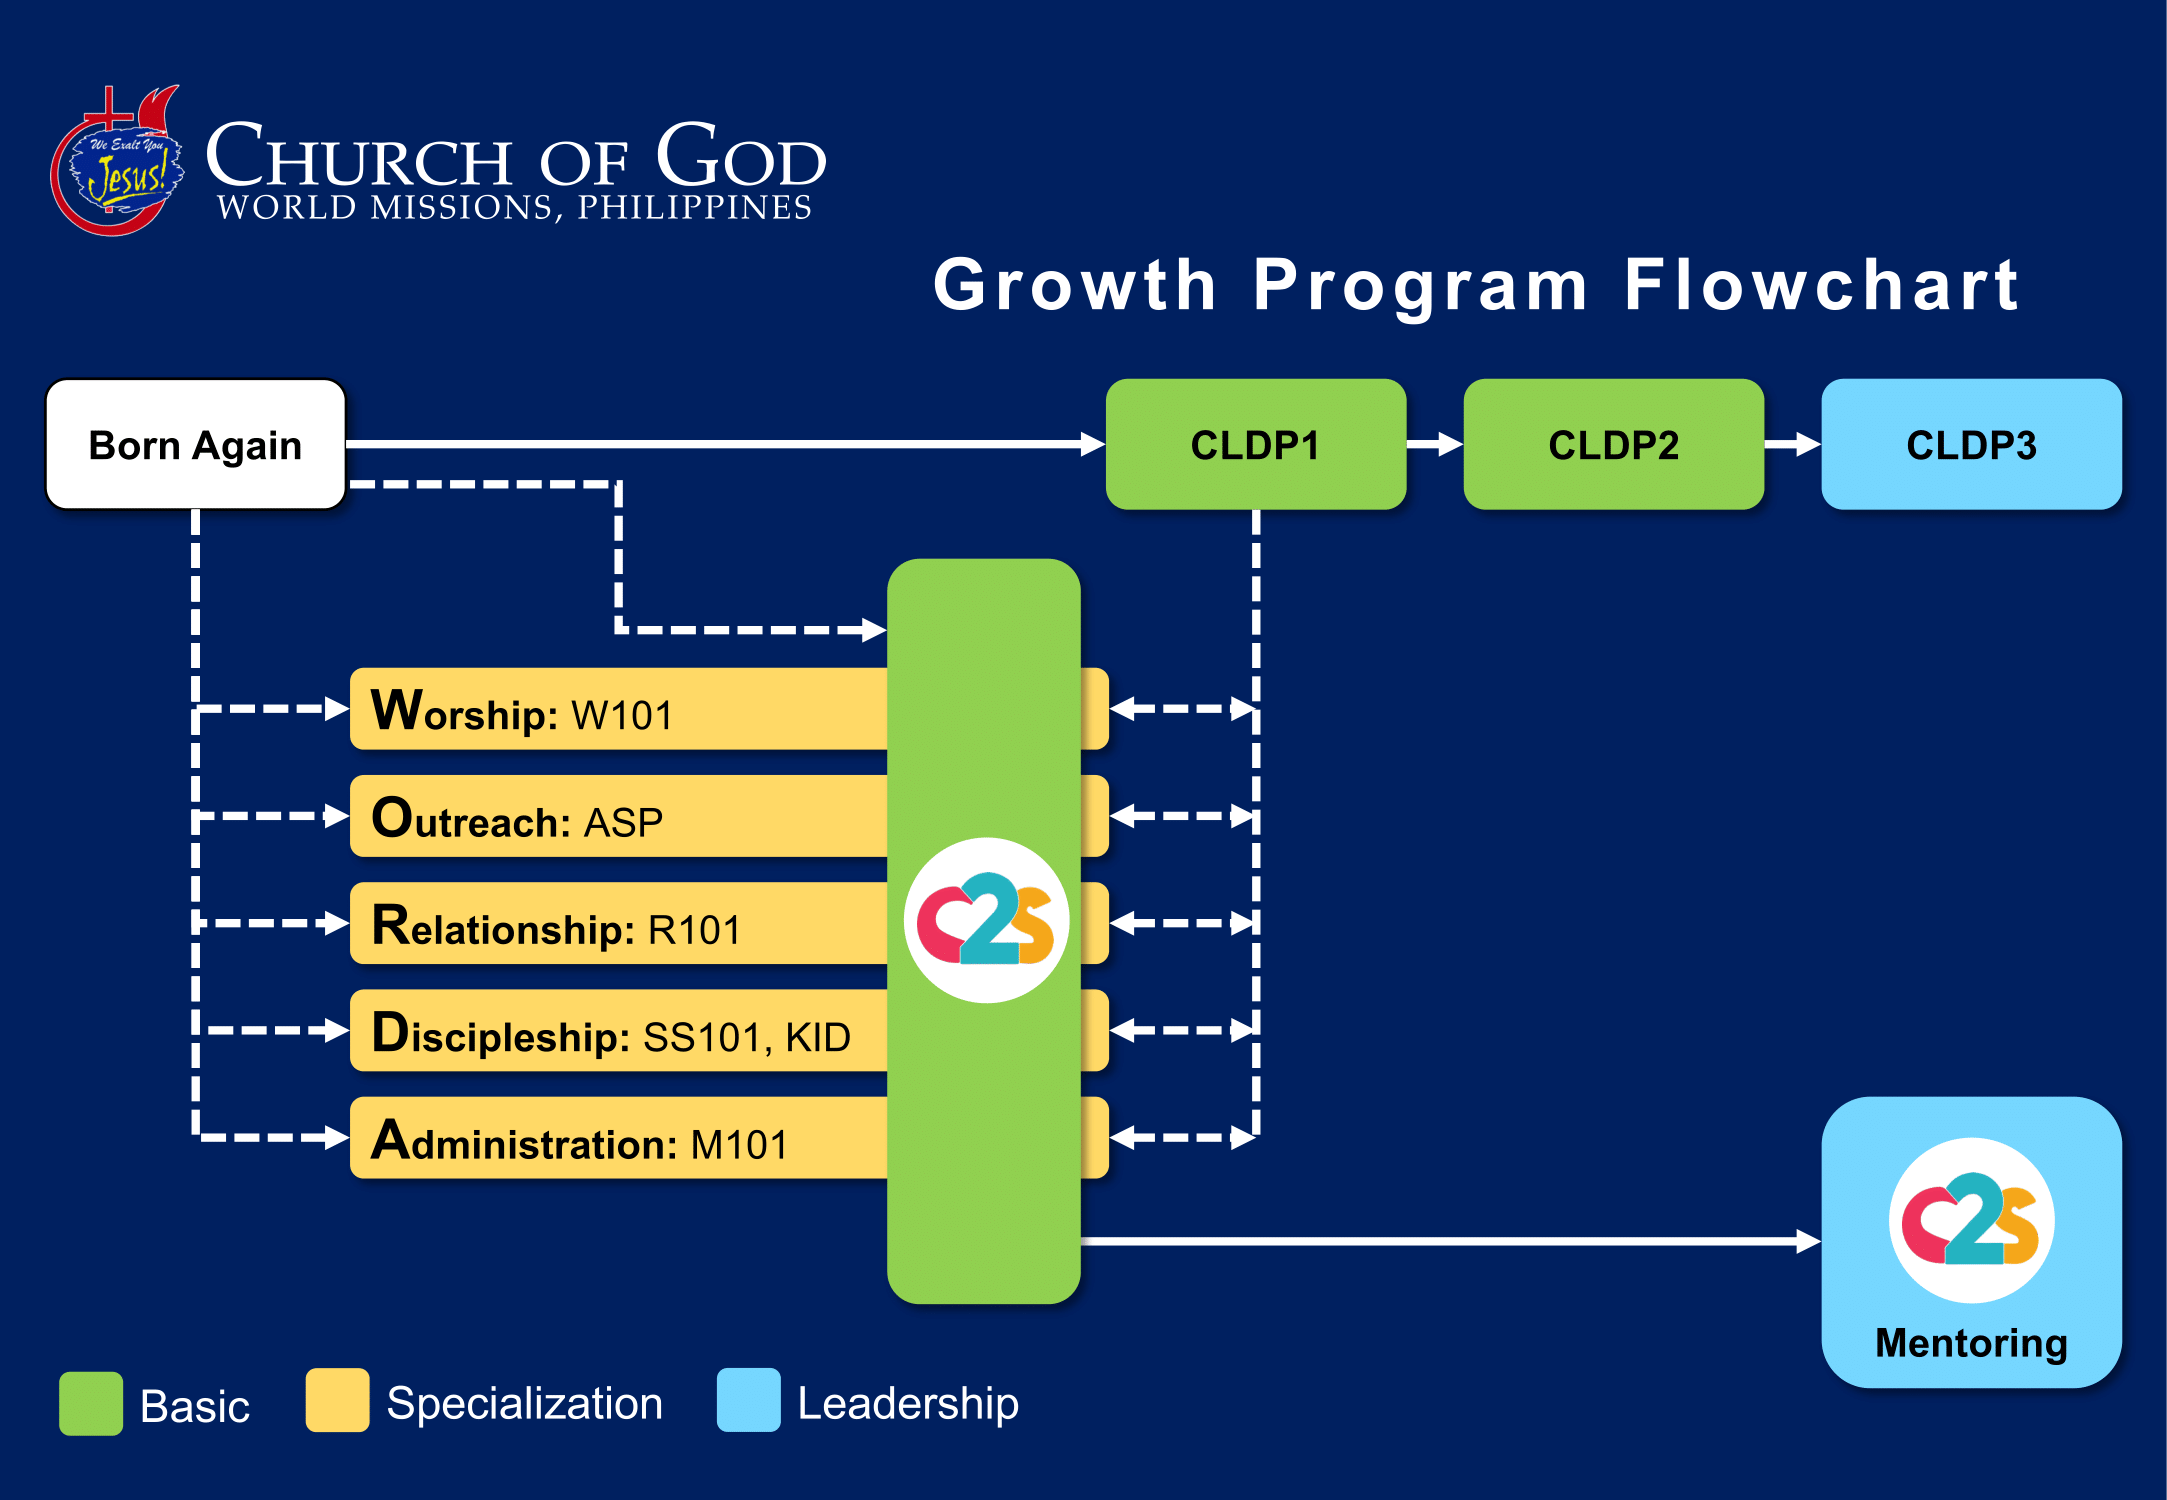 We Exalt You
Jesus!
CHURCH OF GOD
WORLD MISSIONS, PHILIPPINES
Growth Program Flowchart
Born Again
CLDP1
CLDP2
CLDP3
Worship: W101
Outreach: ASP
Relationship: R101
Discipleship: SS101, KID
Administration: M101
C2S
C2S
Mentoring
Basic
Specialization
Leadership